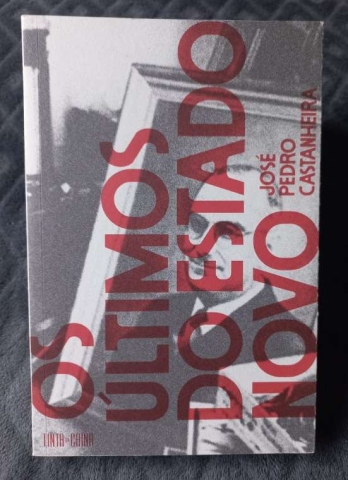 OS
ÚLTIMOS
DO ESTADO
NOVO
JOSÉ
PEDRO
CASTANHEIRA
TINTA-DA-CHINA